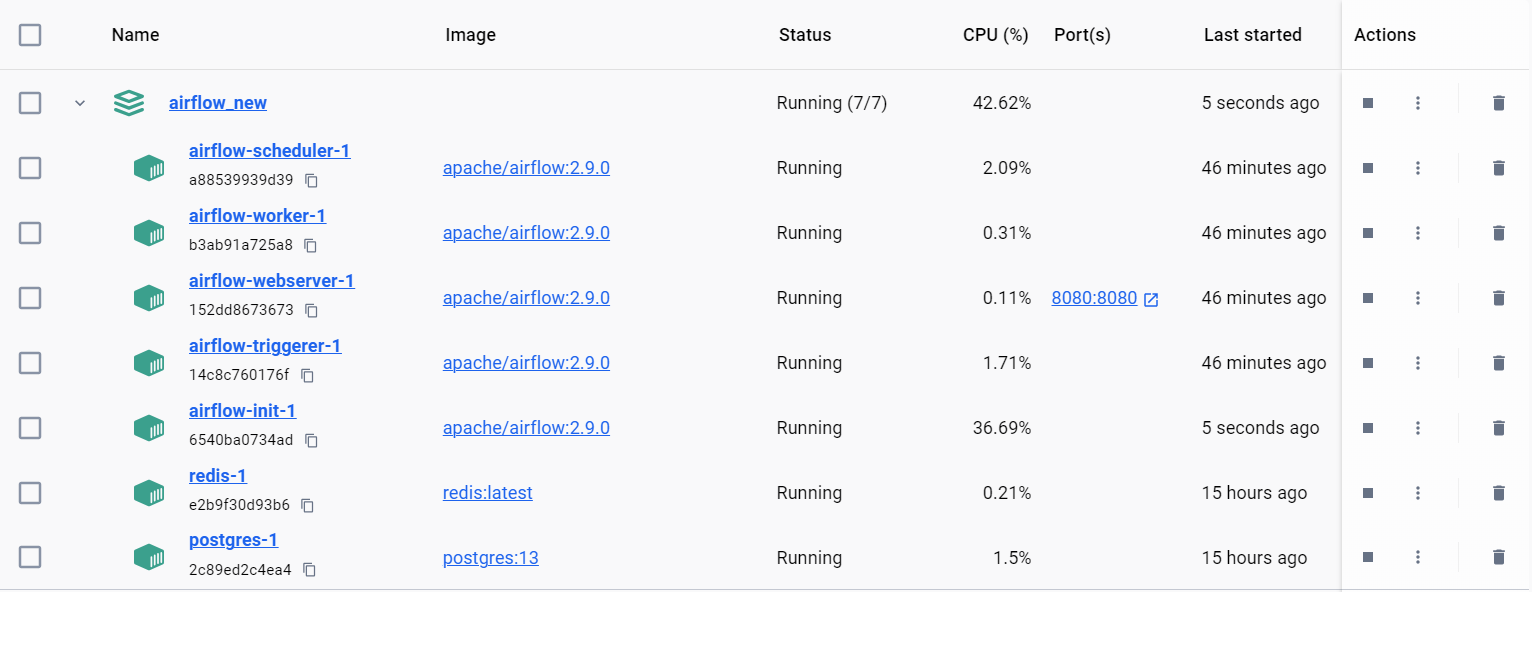 Name Image Status CPU (%) Port(s) Last started Actions
airflow_new Running (7/7) 42.62% 5 seconds ago
airflow-scheduler-1
a88539939d39 apache/airflow:2.9.0 Running 2.09% 46 minutes ago
airflow-worker-1
b3ab91a725a8 apache/airflow:2.9.0 Running 0.31% 46 minutes ago
airflow-webserver-1
152dd8673673 apache/airflow:2.9.0 Running 0.11% 8080:8080 46 minutes ago
airflow-triggerer-1
14c8c760176f apache/airflow:2.9.0 Running 1.71% 46 minutes ago
airflow-init-1
6540ba0734ad apache/airflow:2.9.0 Running 36.69% 5 seconds ago
redis-1
e2b9f30d93b6 redis:latest Running 0.21% 15 hours ago
postgres-1
2c89ed2c4ea4 postgres:13 Running 1.5% 15 hours ago